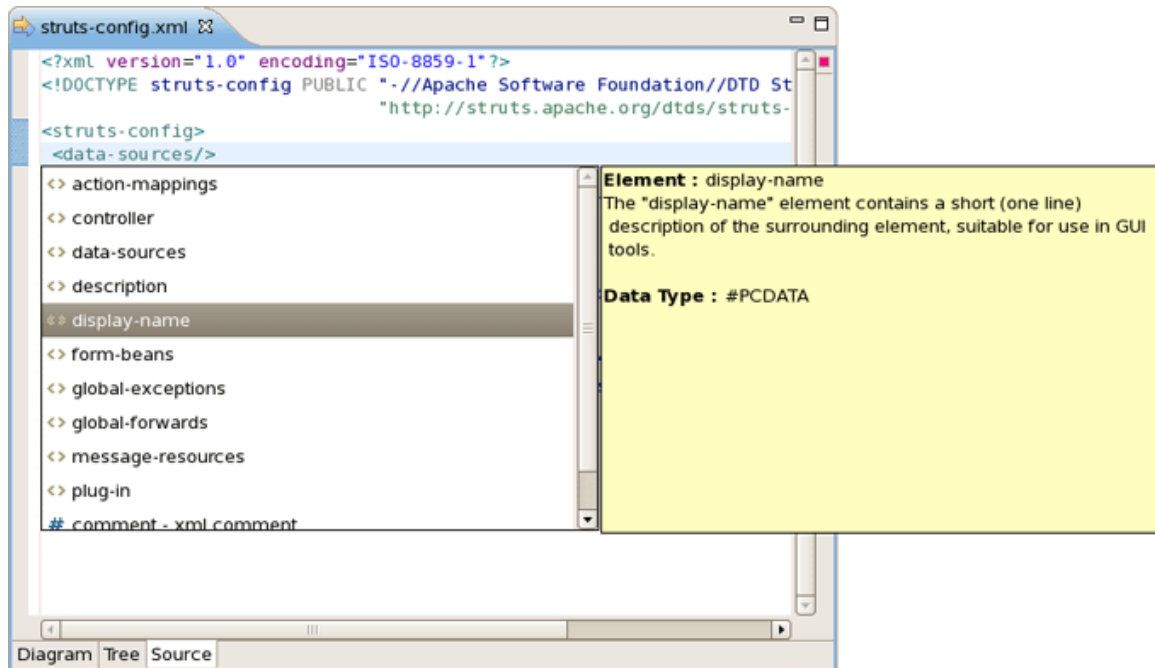 struts-config.xml
<?xml version="1.0" encoding="ISO-8859-1"?>
<!DOCTYPE struts-config PUBLIC "-//Apache Software Foundation//DTD St
"http://struts.apache.org/dtds/struts-
<struts-config>
<data-sources/>
<> action-mappings
<> controller
<> data-sources
<> description
<> display-name
<> form-beans
<> global-exceptions
<> global-forwards
<> message-resources
<> plug-in
# comment - xml comment
Element : display-name
The "display-name" element contains a short (one line)
description of the surrounding element, suitable for use in GUI
tools.
Data Type : #PCDATA
Diagram Tree Source